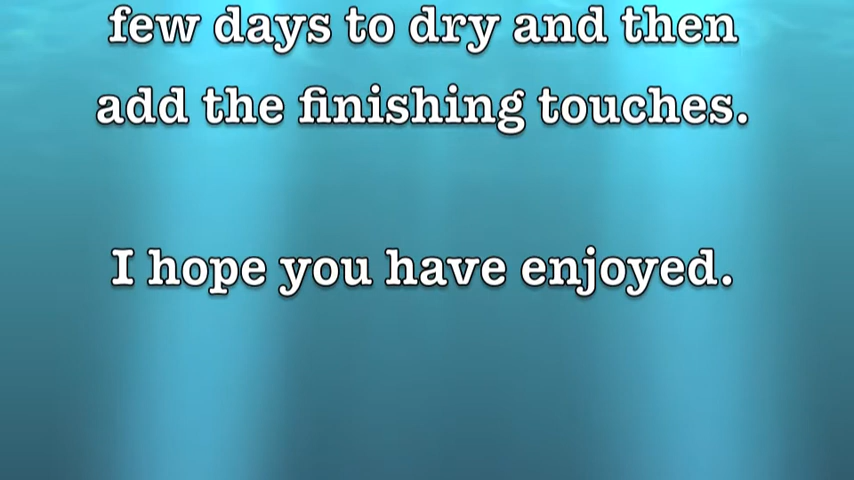 few days to dry and then
add the finishing touches.
I hope you have enjoyed.